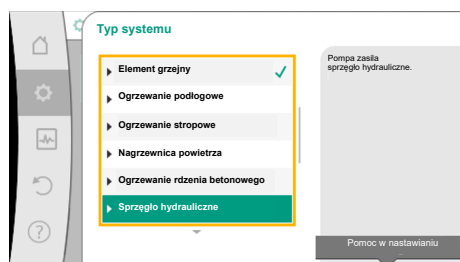 Typ systemu
Element grzejny
Ogrzewanie podłogowe
Ogrzewanie stropowe
Nagrzewnica powietrza
Ogrzewanie rdzenia betonowego
Sprzęgło hydrauliczne
Pompa zasila
sprzęgło hydrauliczne.
Pomoc w nastawianiu
...
?